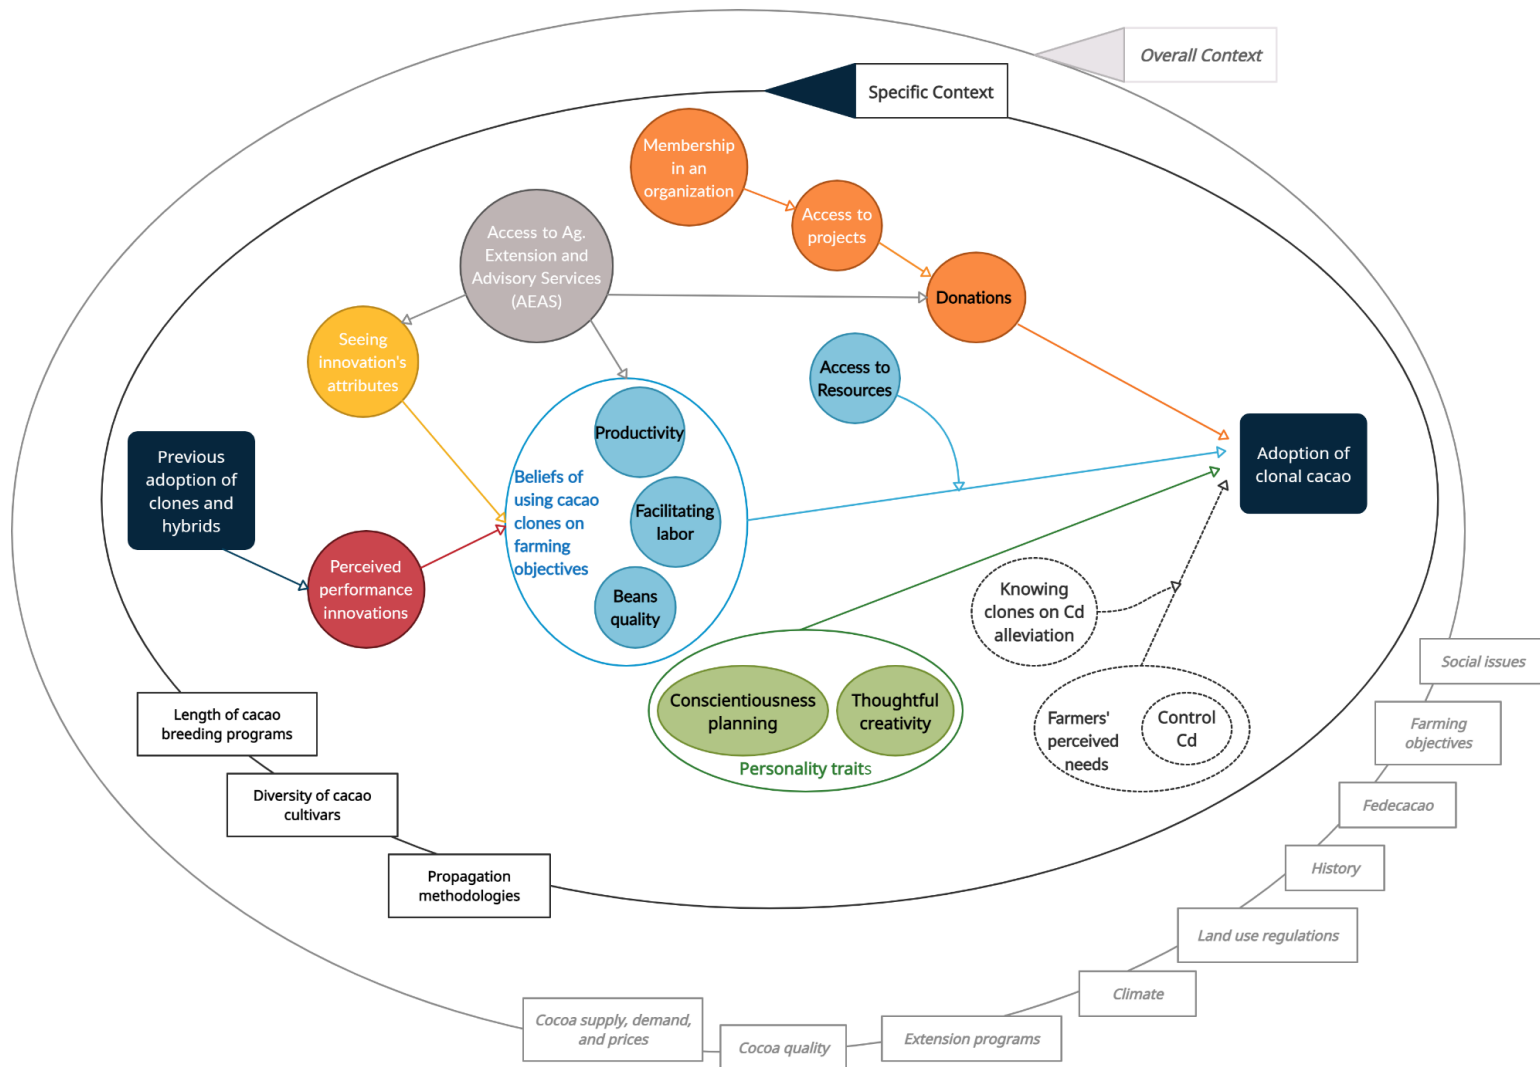 Overall Context
Specific Context
Membership
in an
organization
Access to
projects
Access to Ag.
Extension and
Advisory Services
(AEAS)
Donations
Seeing
innovation's
attributes
Access to
Resources
Productivity
Beliefs of
using cacao
clones on
farming
objectives
Facilitating
labor
Beans
quality
Previous
adoption of
clones and
hybrids
Perceived
performance
innovations
Adoption of
clonal cacao
Knowing
clones on Cd
alleviation
Conscientiousness
planning
Thoughtful
creativity
Personality traits
Farmers'
perceived
needs
Control
Cd
Length of cacao
breeding programs
Diversity of cacao
cultivars
Propagation
methodologies
Social issues
Farming
objectives
Fedecacao
History
Land use regulations
Climate
Extension programs
Cocoa quality
Cocoa supply, demand,
and prices